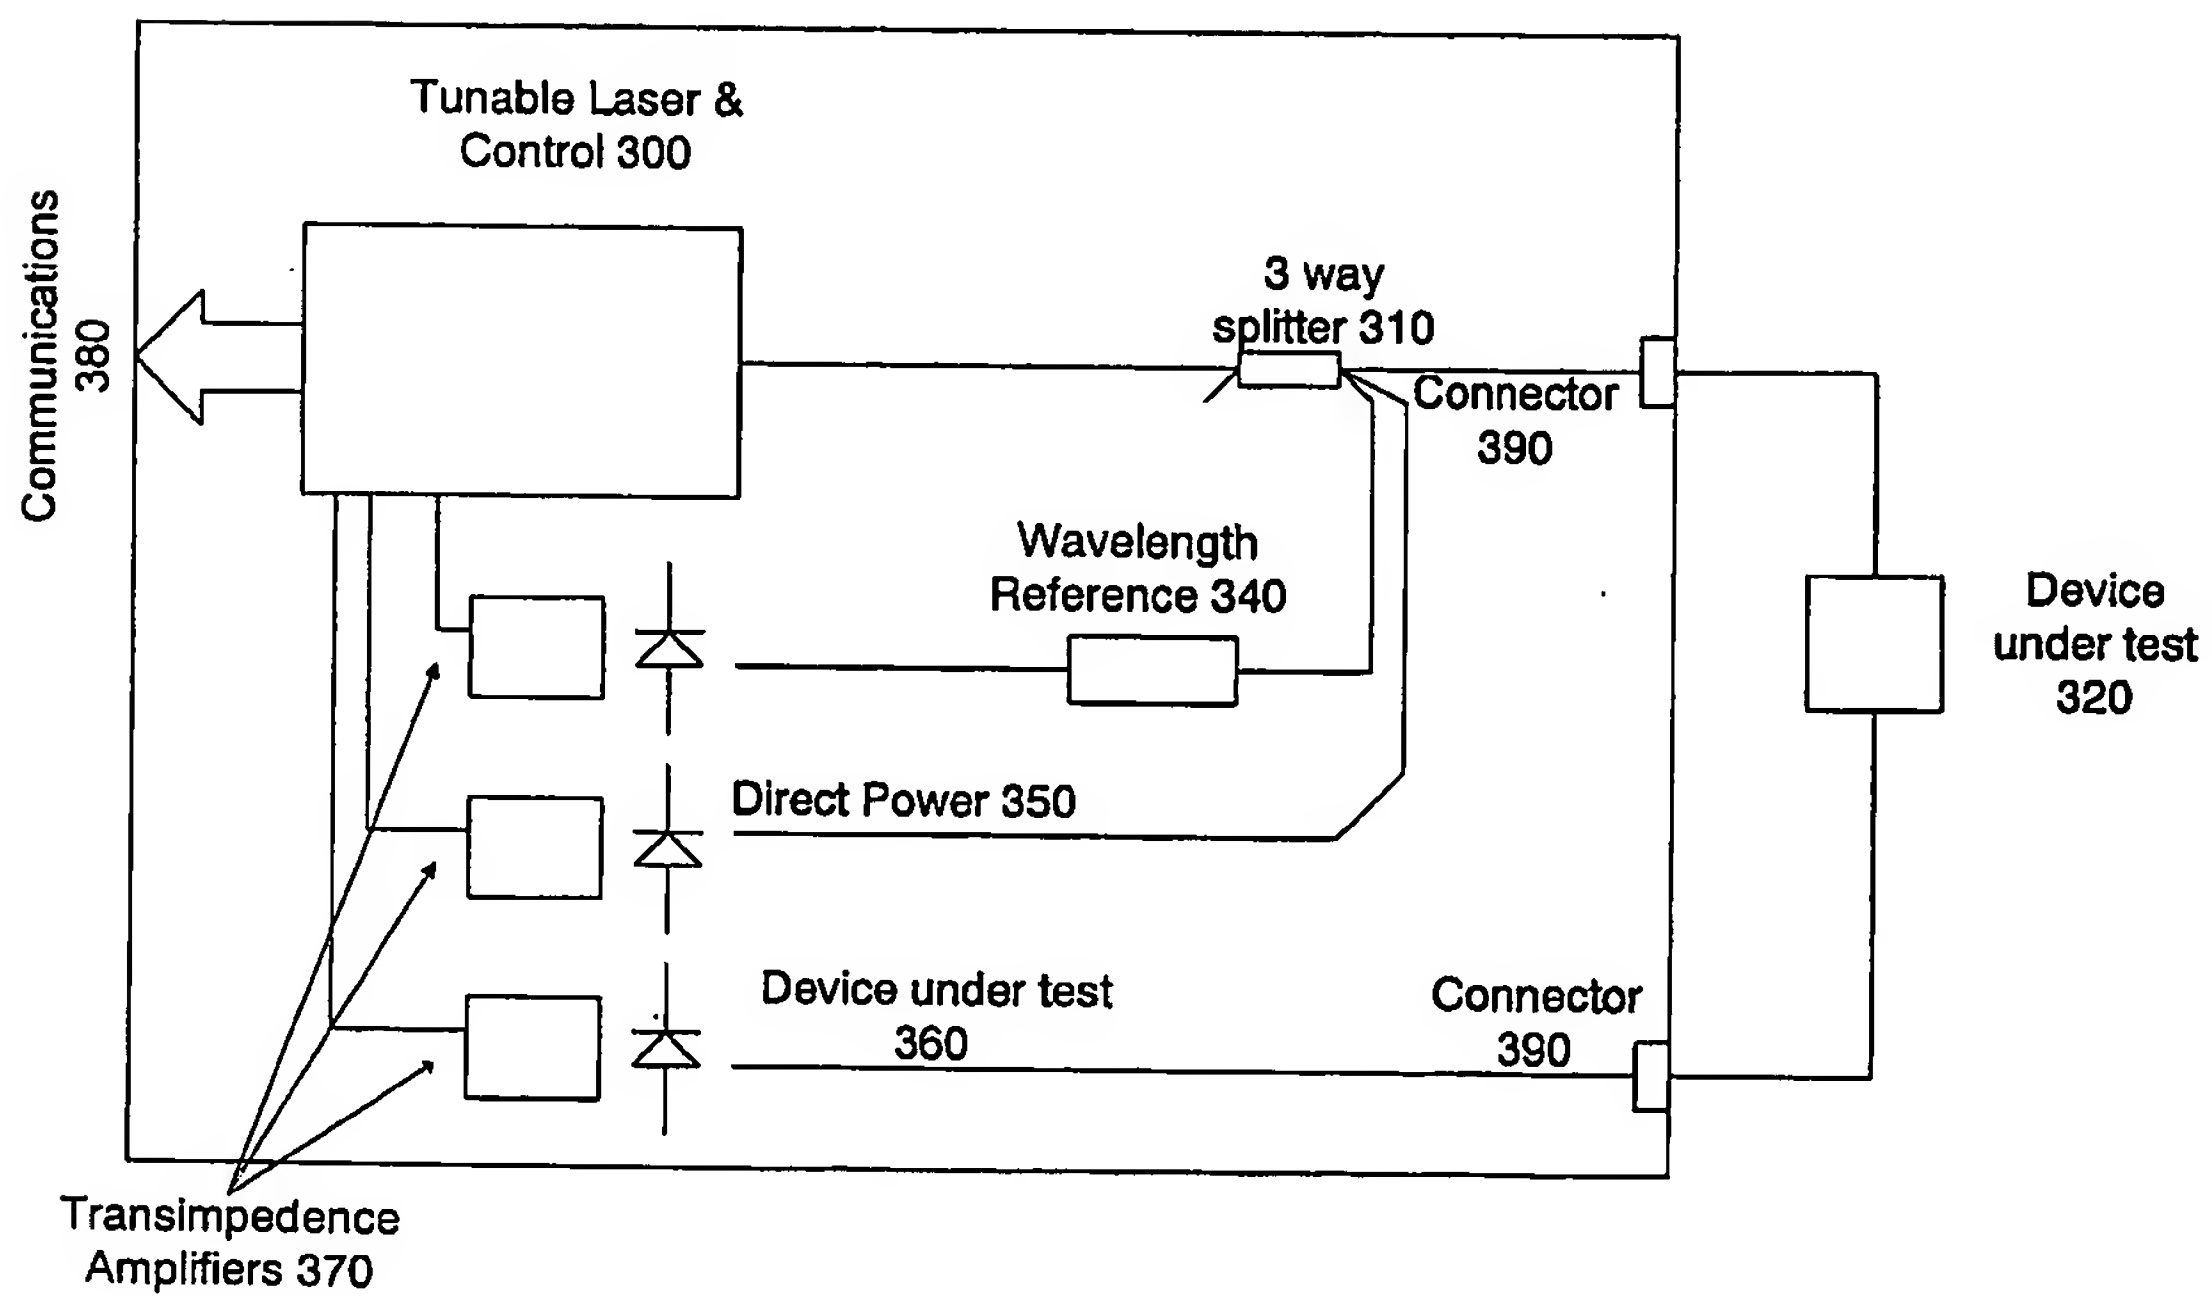 Tunable Laser &
Control 300
Communications
380
3 way
splitter 310
Connector
390
Wavelength
Reference 340
Device
under test
320
Direct Power 350
Device under test
360
Connector
390
Transimpedence
Amplifiers 370